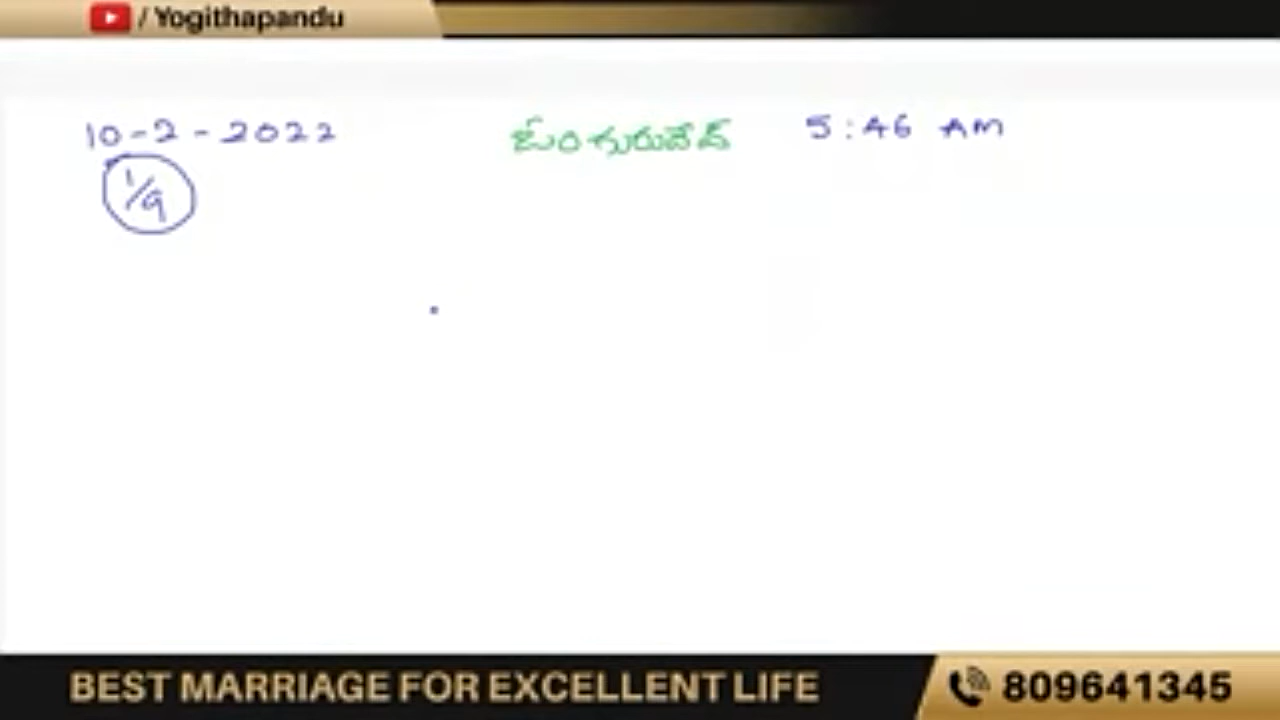 / Yogithapandu
10-2-2022 ఓంగురుదేవ్ 5:46 AM
1/9
BEST MARRIAGE FOR EXCELLENT LIFE 809641345